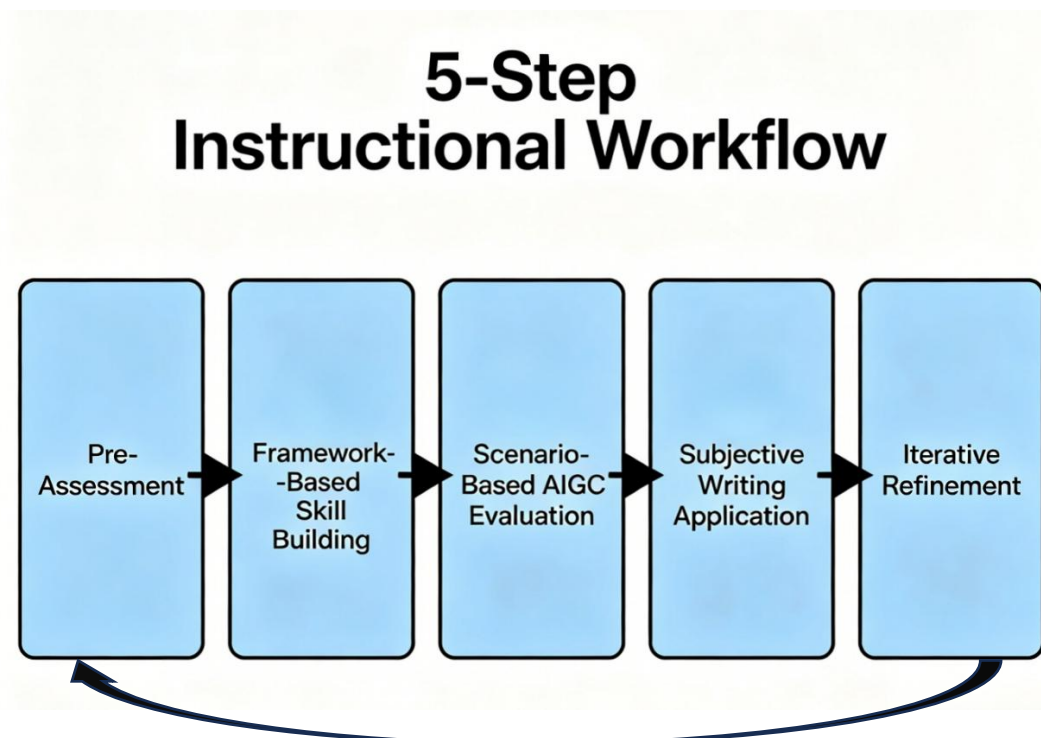 5-Step
Instructional Workflow
Pre-
Assessment
Framework-
-Based
Skill
Building
Scenario-
Based AIGC
Evaluation
Subjective
Writing
Application
Iterative
Refinement